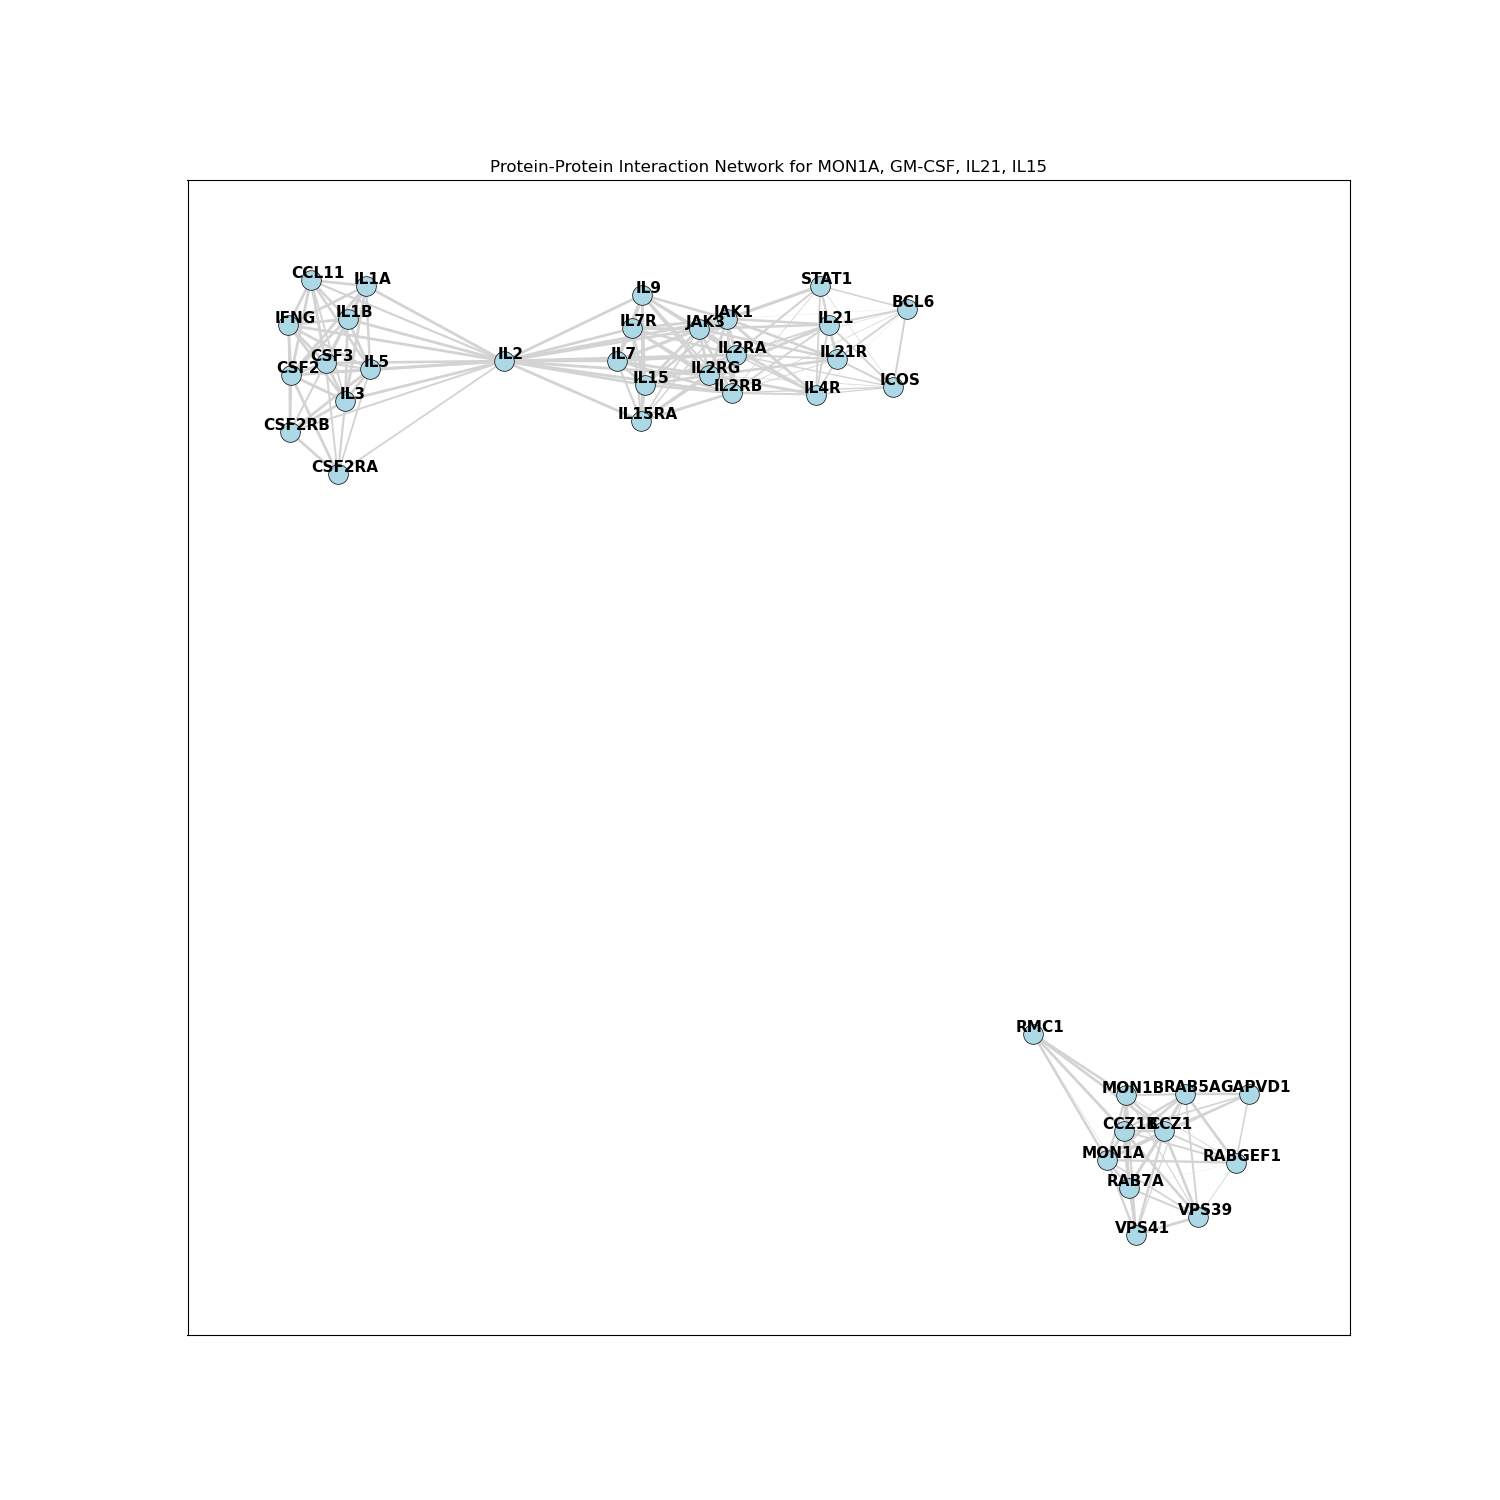 Protein-Protein Interaction Network for MON1A, GM-CSF, IL21, IL15
CCL11
IL1A
IFNG
IL1B
CSF3
CSF2
IL5
IL3
CSF2RB
CSF2RA
IL2
IL9
IL7R
JAK3
JAK1
IL7
IL2RA
IL15
IL2RG
IL2RB
IL15RA
STAT1
BCL6
IL21
IL21R
IL4R
ICOS
RMC1
MON1B
RAB5A
GAPVD1
CCZ1B
CCZ1
MON1A
RABGEF1
RAB7A
VPS39
VPS41